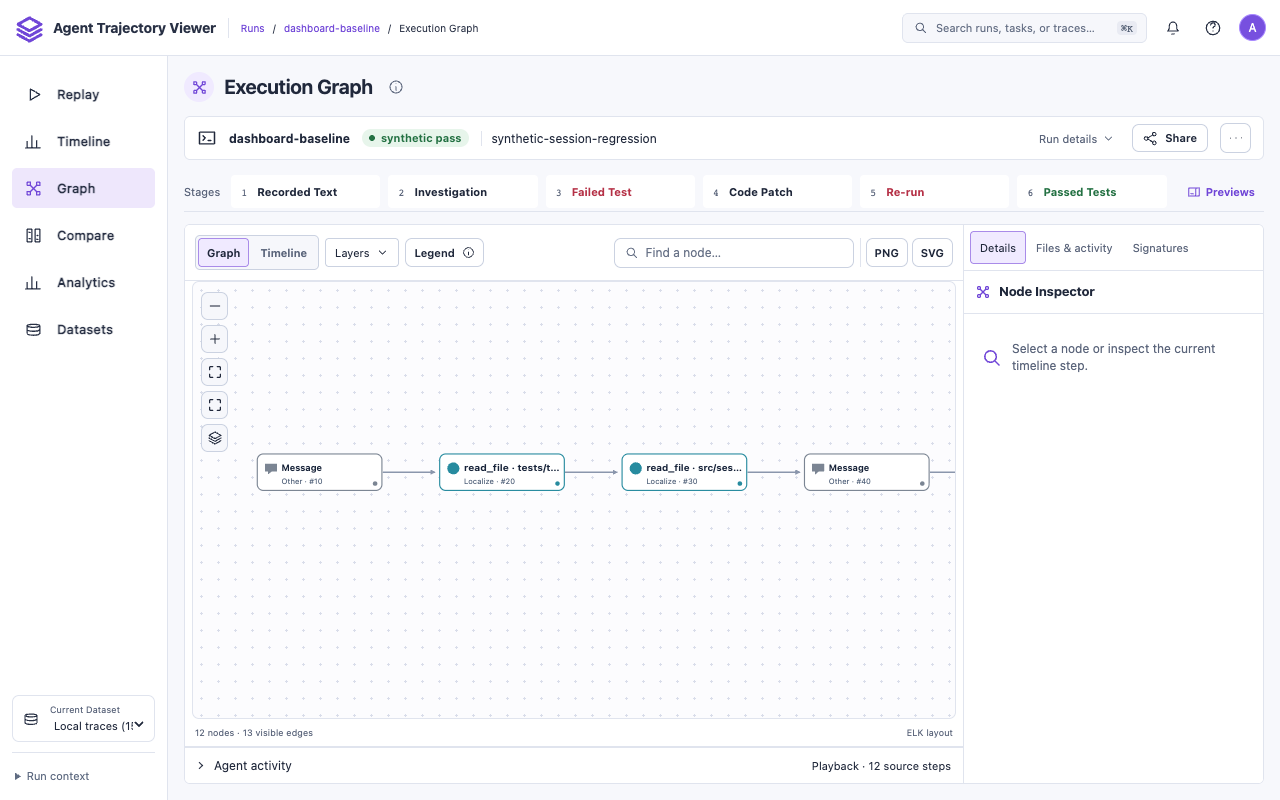 Agent Trajectory Viewer
Runs / dashboard-baseline / Execution Graph
Search runs, tasks, or traces... ⌘K
A
Replay
Timeline
Graph
Compare
Analytics
Datasets
Current Dataset
Local traces (15
Run context
Execution Graph
dashboard-baseline synthetic pass synthetic-session-regression Run details Share ...
Stages 1 Recorded Text 2 Investigation 3 Failed Test 4 Code Patch 5 Re-run 6 Passed Tests Previews
Graph Timeline Layers Legend Find a node... PNG SVG
Message
Other · #10
read_file · tests/t...
Localize · #20
read_file · src/ses...
Localize · #30
Message
Other · #40
12 nodes · 13 visible edges ELK layout
Agent activity Playback · 12 source steps
Details Files & activity Signatures
Node Inspector
Select a node or inspect the current
timeline step.